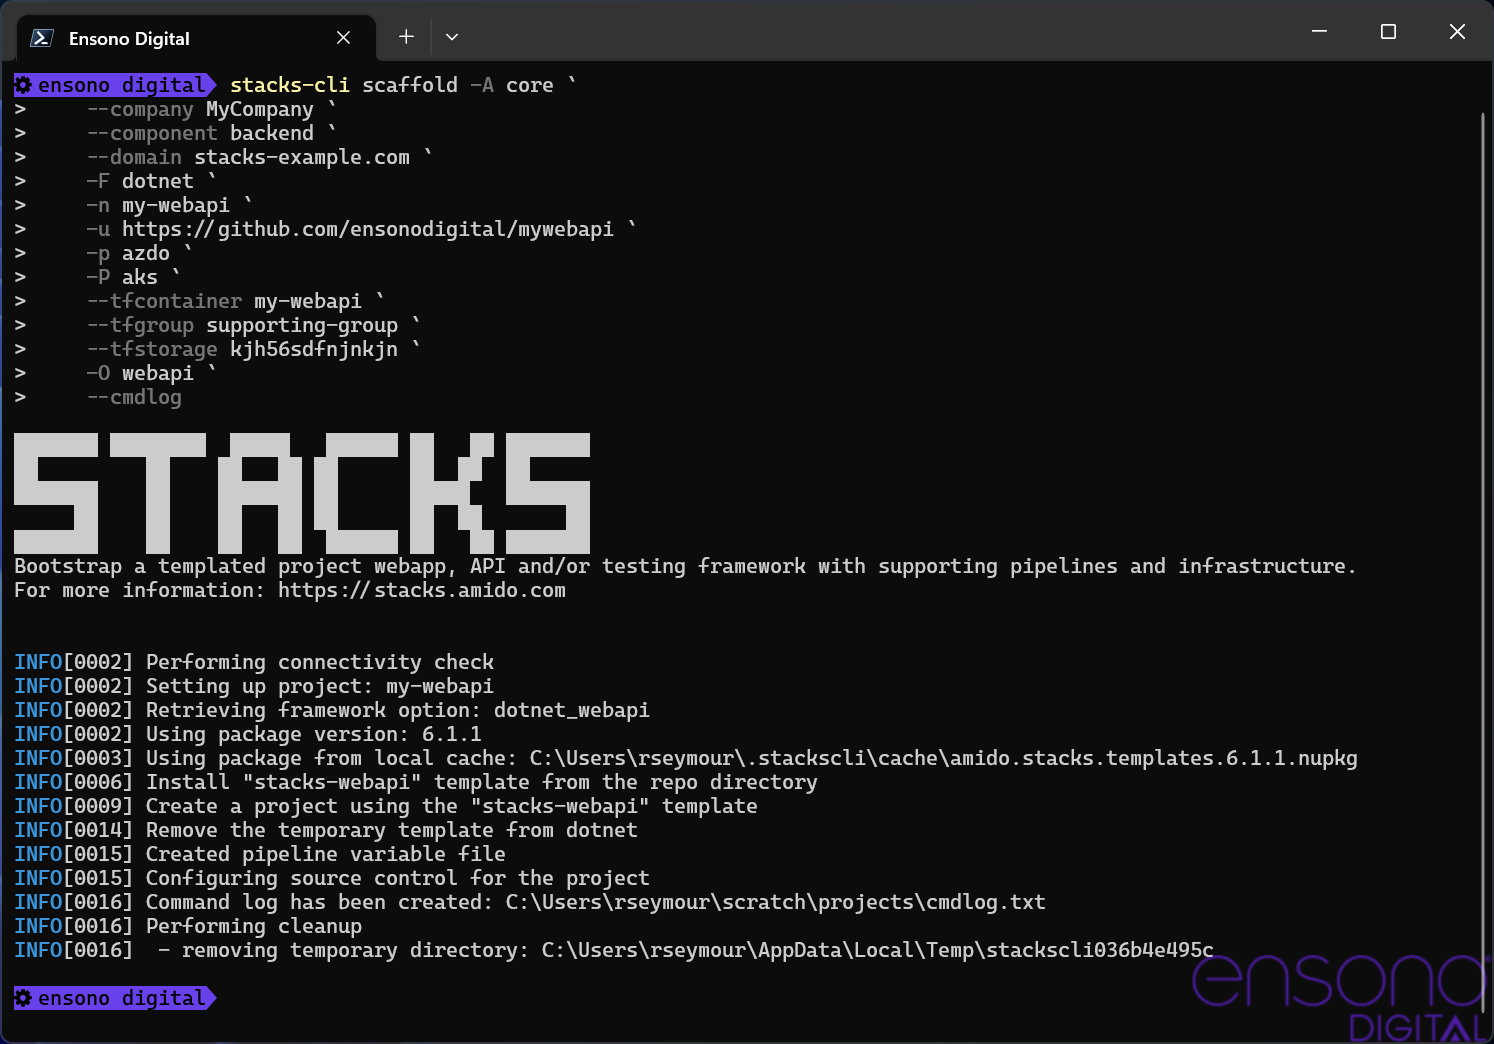 Ensono Digital
ensono digital stacks-cli scaffold -A core `
>     --company MyCompany `
>     --component backend `
>     --domain stacks-example.com `
>     -F dotnet `
>     -n my-webapi `
>     -u https://github.com/ensonodigital/mywebapi `
>     -p azdo `
>     -P aks `
>     --tfcontainer my-webapi `
>     --tfgroup supporting-group `
>     --tfstorage kjh56sdfnjnkjn `
>     -O webapi `
>     --cmdlog
STACKS
Bootstrap a templated project webapp, API and/or testing framework with supporting pipelines and infrastructure.
For more information: https://stacks.amido.com
INFO[0002] Performing connectivity check
INFO[0002] Setting up project: my-webapi
INFO[0002] Retrieving framework option: dotnet_webapi
INFO[0002] Using package version: 6.1.1
INFO[0003] Using package from local cache: C:\Users\rseymour\.stackscli\cache\amido.stacks.templates.6.1.1.nupkg
INFO[0006] Install "stacks-webapi" template from the repo directory
INFO[0009] Create a project using the "stacks-webapi" template
INFO[0014] Remove the temporary template from dotnet
INFO[0015] Created pipeline variable file
INFO[0015] Configuring source control for the project
INFO[0016] Command log has been created: C:\Users\rseymour\scratch\projects\cmdlog.txt
INFO[0016] Performing cleanup
INFO[0016]  - removing temporary directory: C:\Users\rseymour\AppData\Local\Temp\stackscli036b4e495c
ensono digital
ensono
DIGITAL